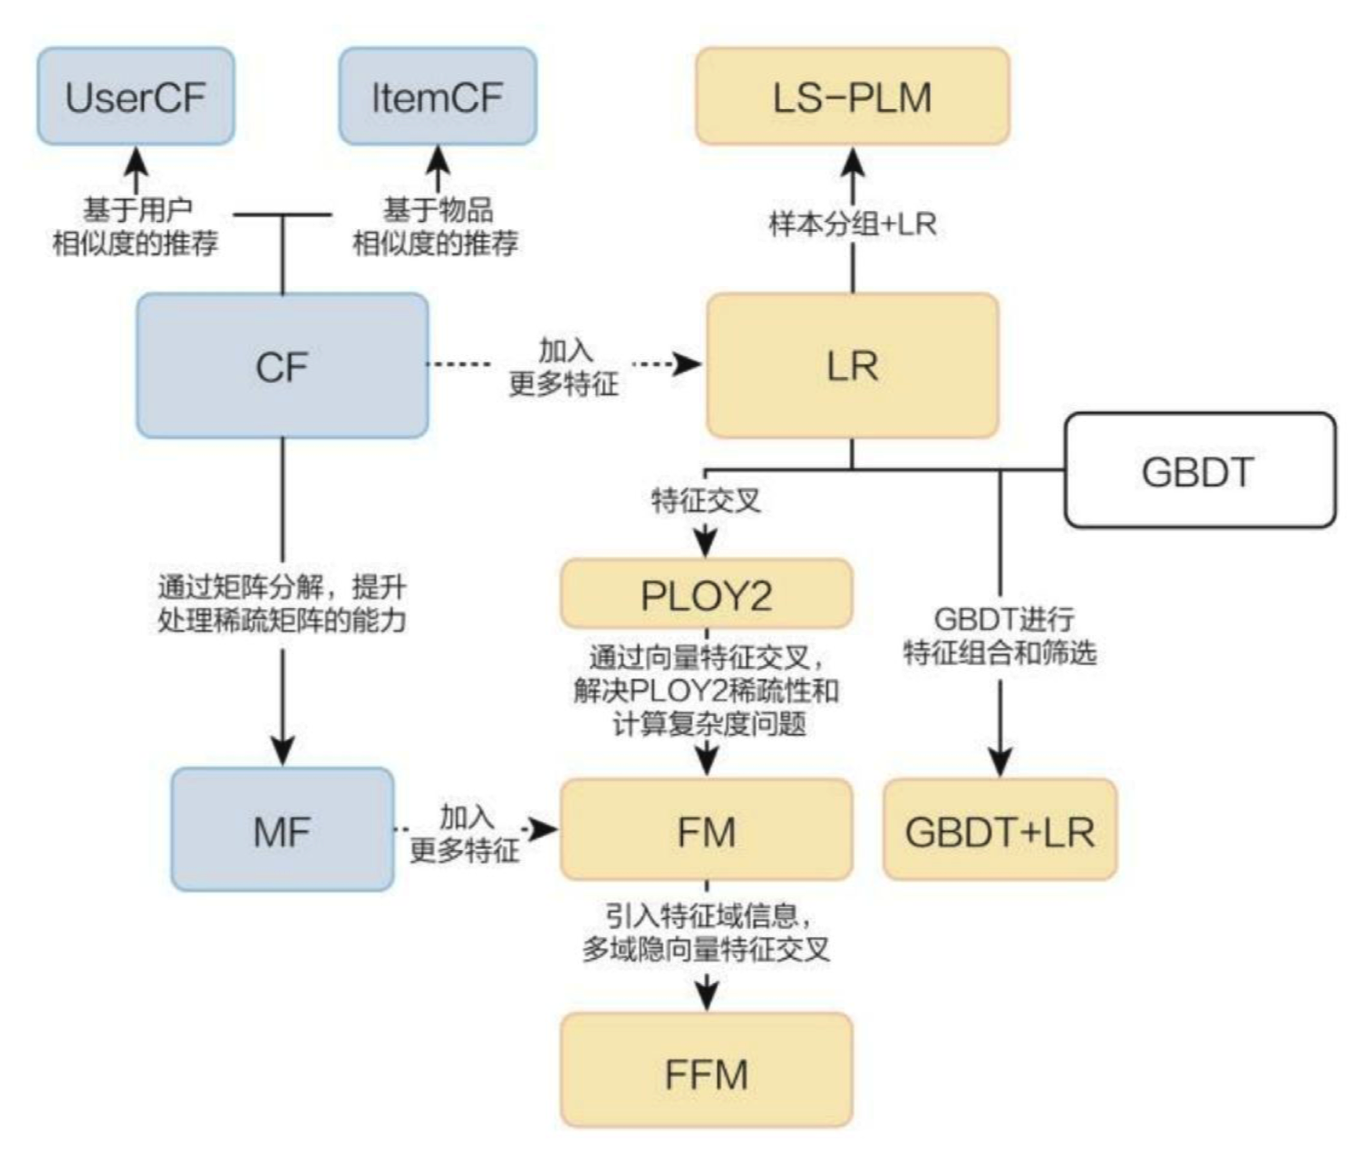 UserCF
ItemCF
LS-PLM
基于用户
相似度的推荐
基于物品
相似度的推荐
样本分组+LR
CF
加入
更多特征
LR
GBDT
特征交叉
PLOY2
通过矩阵分解，提升
处理稀疏矩阵的能力
GBDT进行
特征组合和筛选
通过向量特征交叉，
解决PLOY2稀疏性和
计算复杂度问题
MF
加入
更多特征
FM
GBDT+LR
引入特征域信息，
多域隐向量特征交叉
FFM